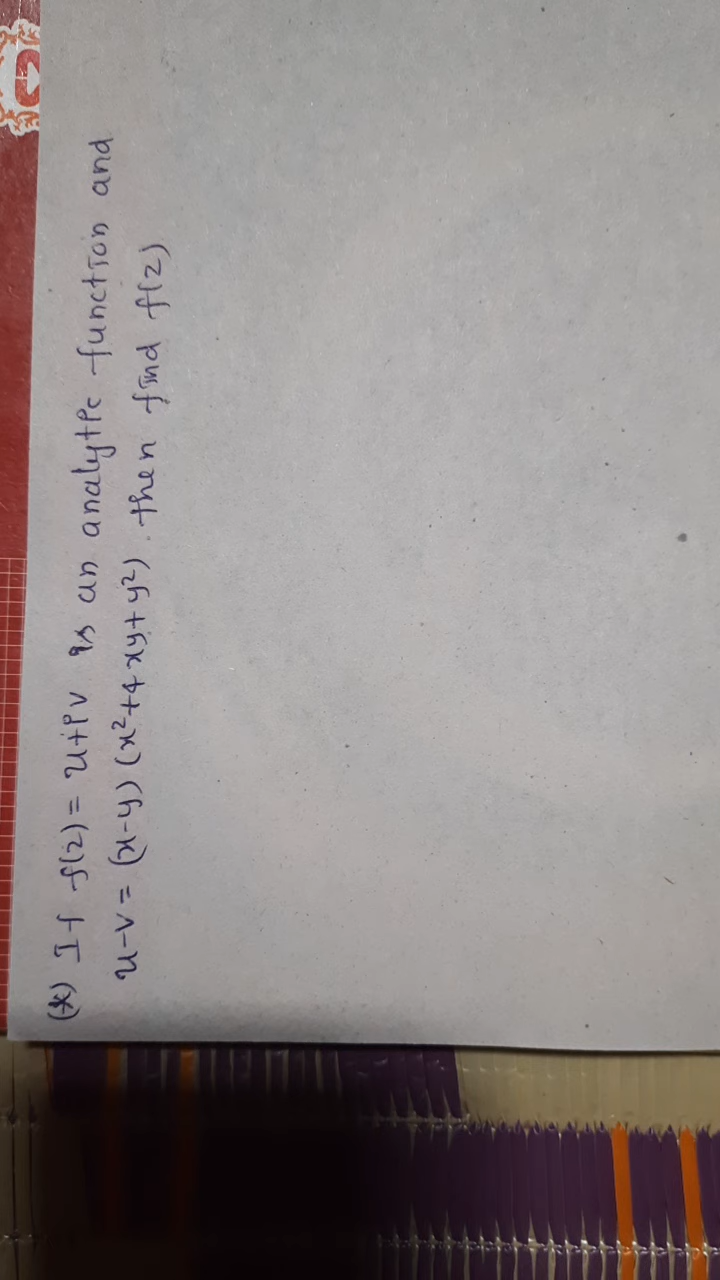 (*) If f(z) = u+iv is an analytic function and
u-v = (x-y) (x²+4xy+y²). then find f(z)